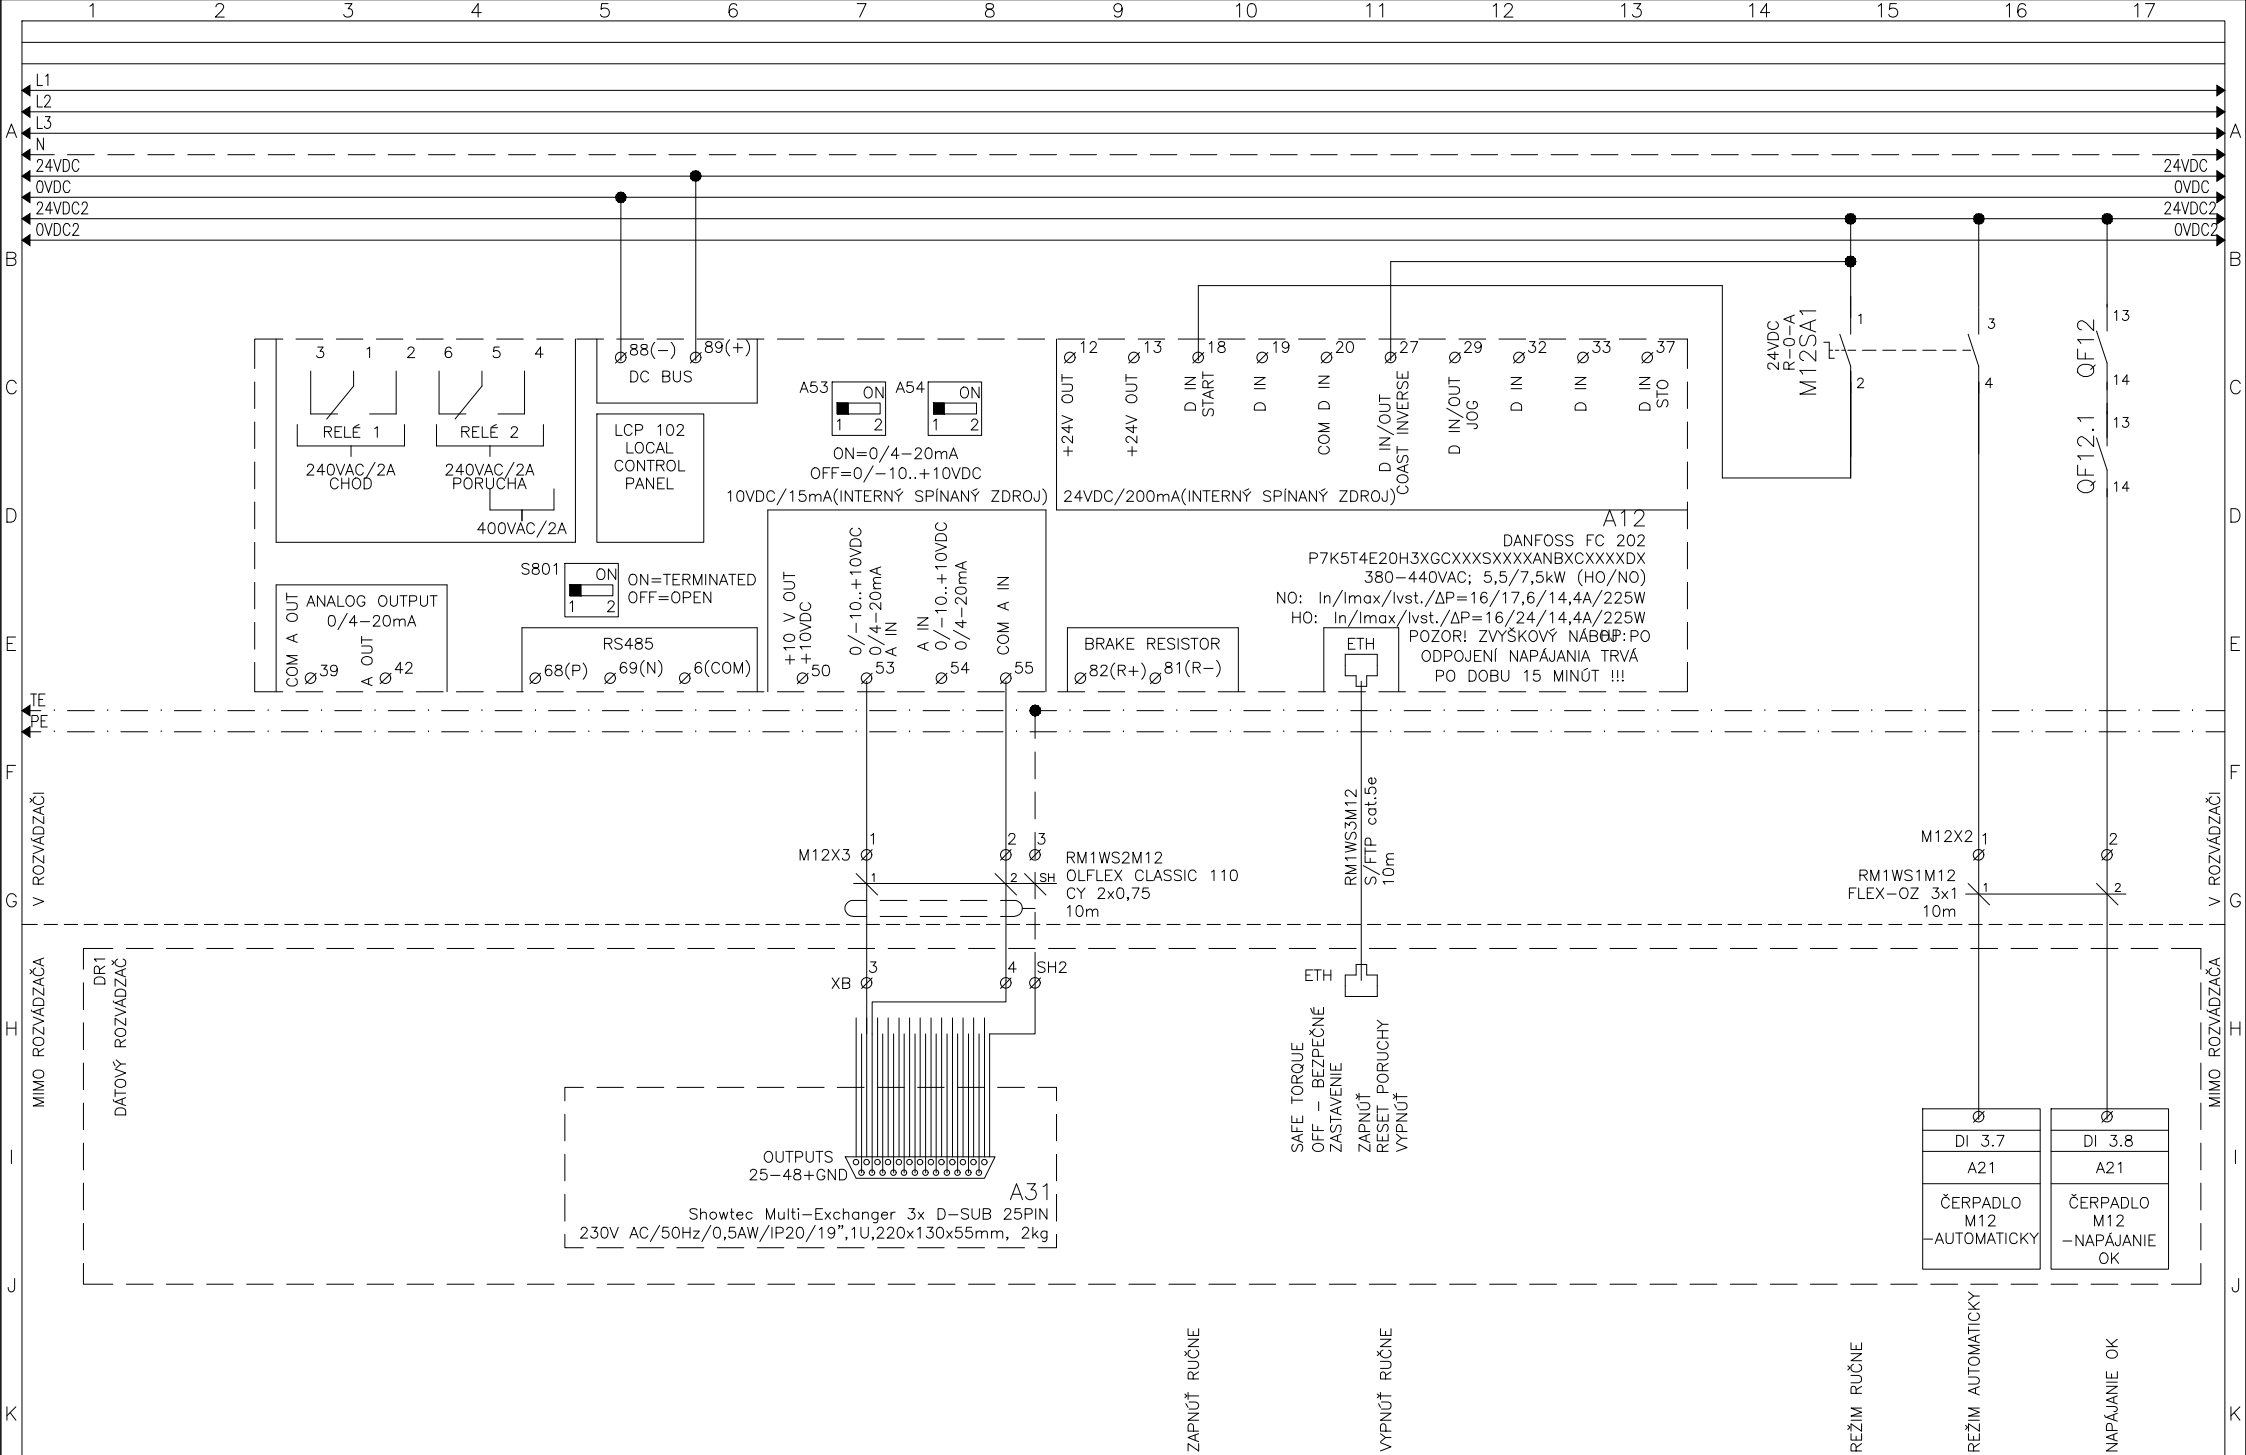 1 2 3 4 5 6 7 8 9 10 11 12 13 14 15 16 17
L1
L2
L3
A A
N
24VDC 24VDC
0VDC 0VDC
24VDC2 24VDC2
0VDC2 0VDC2
B B
3 1 2 6 5 4
88(-) 89(+)
DC BUS
RELÉ 1
240VAC/2A
CHOD
RELÉ 2
240VAC/2A
PORUCHA
400VAC/2A
LCP 102
LOCAL
CONTROL
PANEL
A53 ON
1 2
A54 ON
1 2
ON=0/4-20mA
OFF=0/-10..+10VDC
10VDC/15mA(INTERNÝ SPÍNANÝ ZDROJ)
12 13 18 19 20 27 29 32 33 37
+24V OUT
+24V OUT
D IN
START
D IN
COM D IN
D IN/OUT
COAST INVERSE
D IN/OUT
JOG
D IN
D IN
D IN
STO
24VDC/200mA(INTERNÝ SPÍNANÝ ZDROJ)
24VDC
R-0-A
M12SA1
1
2
3
4
QF12
13
14
QF12.1
13
14
C C
D D
A12
DANFOSS FC 202
P7K5T4E20H3XGCXXXSXXXXANBXCXXXXDX
380-440VAC; 5,5/7,5kW (HO/NO)
NO: In/Imax/Ivst./ΔP=16/17,6/14,4A/225W
HO: In/Imax/Ivst./ΔP=16/24/14,4A/225W
POZOR! ZVYŠKOVÝ NÁBOJ PO
ODPOJENÍ NAPÁJANIA TRVÁ
PO DOBU 15 MINÚT !!!
S801 ON
1 2
ON=TERMINATED
OFF=OPEN
ANALOG OUTPUT
0/4-20mA
COM A OUT
39
A OUT
42
RS485
68(P) 69(N) 6(COM)
+10 V OUT
+10VDC
50
0/-10..+10VDC
0/4-20mA
A IN
53
A IN
0/-10..+10VDC
0/4-20mA
54
COM A IN
55
BRAKE RESISTOR
82(R+) 81(R-)
ETH
E E
TE
PE
F F
V ROZVÁDZAČI V ROZVÁDZAČI
M12X3 1 2 3
1 2 SH
RM1WS2M12
OLFLEX CLASSIC 110
CY 2x0,75
10m
RM1WS3M12
S/FTP cat.5e
10m
M12X2 1 2
RM1WS1M12
FLEX-OZ 3x1
10m
1 2
G G
MIMO ROZVÁDZAČA MIMO ROZVÁDZAČA
DR1
DÁTOVÝ ROZVÁDZAČ
XB 3 4 SH2
ETH
H H
SAFE TORQUE
OFF - BEZPEČNÉ
ZASTAVENIE
ZAPNÚŤ
RESET PORUCHY
VYPNÚŤ
I I
OUTPUTS
25-48+GND
A31
Showtec Multi-Exchanger 3x D-SUB 25PIN
230V AC/50Hz/0,5AW/IP20/19",1U,220x130x55mm, 2kg
DI 3.7
A21
ČERPADLO
M12
-AUTOMATICKY
DI 3.8
A21
ČERPADLO
M12
-NAPÁJANIE
OK
J J
ZAPNÚŤ RUČNE
VYPNÚŤ RUČNE
REŽIM RUČNE
REŽIM AUTOMATICKY
NAPÁJANIE OK
K K